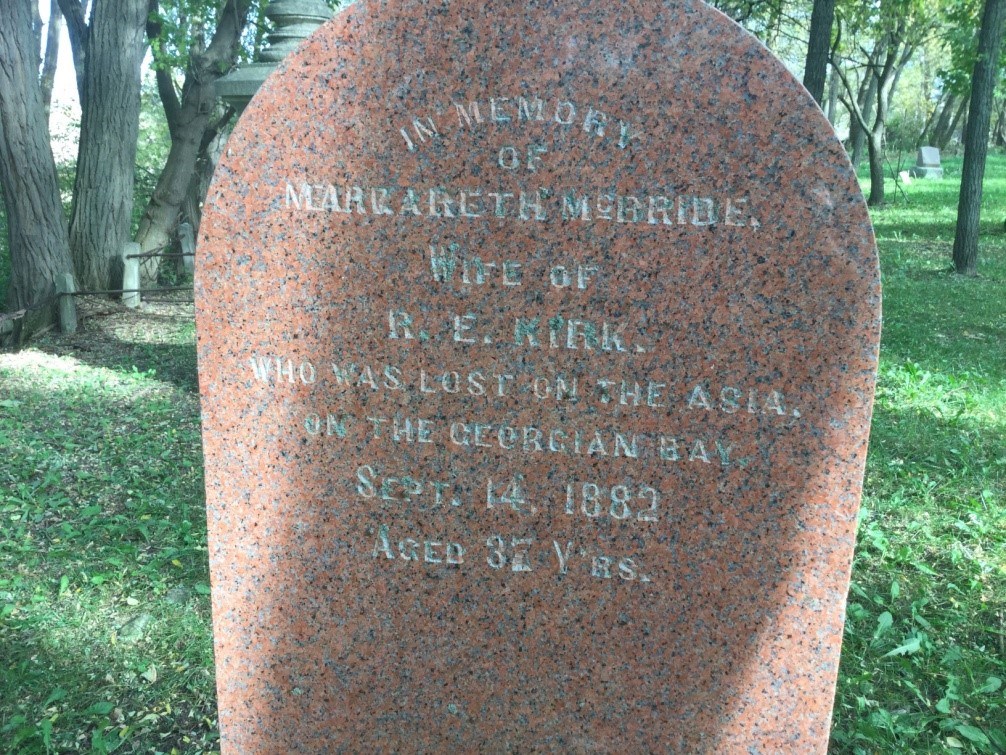 IN MEMORY
OF
MARGARETH McBRIDE,
WIFE OF
R. E. KIRK.
WHO WAS LOST ON THE ASIA,
ON THE GEORGIAN BAY,
SEPT. 14, 1882
AGED 37 Y'RS.